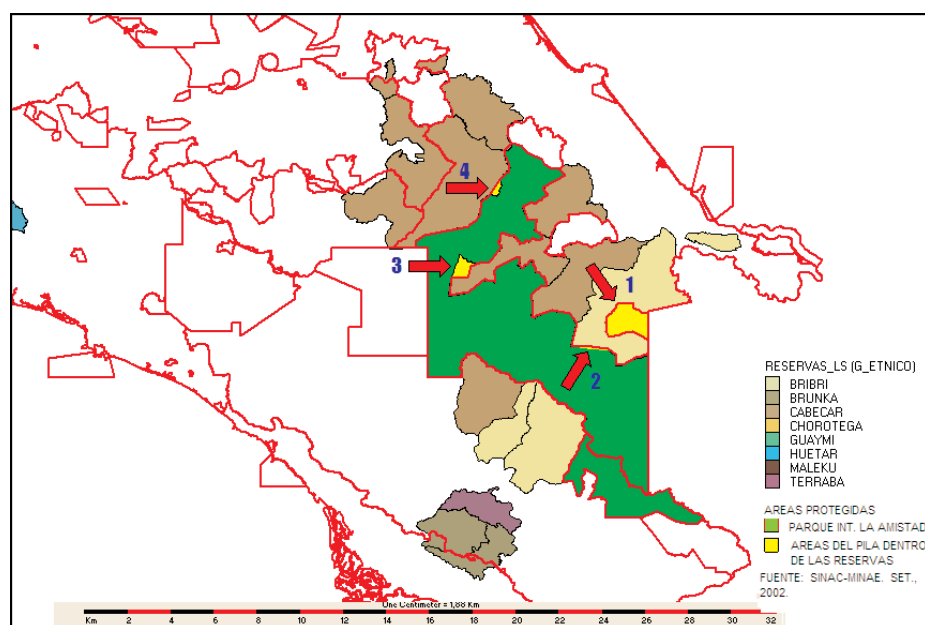 4
3
1
2
RESERVAS_LS (G_ETNICO)
BRIBRI
BRUNKA
CABECAR
CHOROTEGA
GUAYMI
HUETAR
MALEKU
TERRABA
AREAS PROTEGIDAS
PARQUE INT. LA AMISTAD
AREAS DEL PILA DENTRO
DE LAS RESERVAS
FUENTE: SINAC-MINAE. SET.,
2002.
One Centimeter = 1,88 Km
Km 2 4 6 8 10 12 14 16 18 20 22 24 26 28 30 32